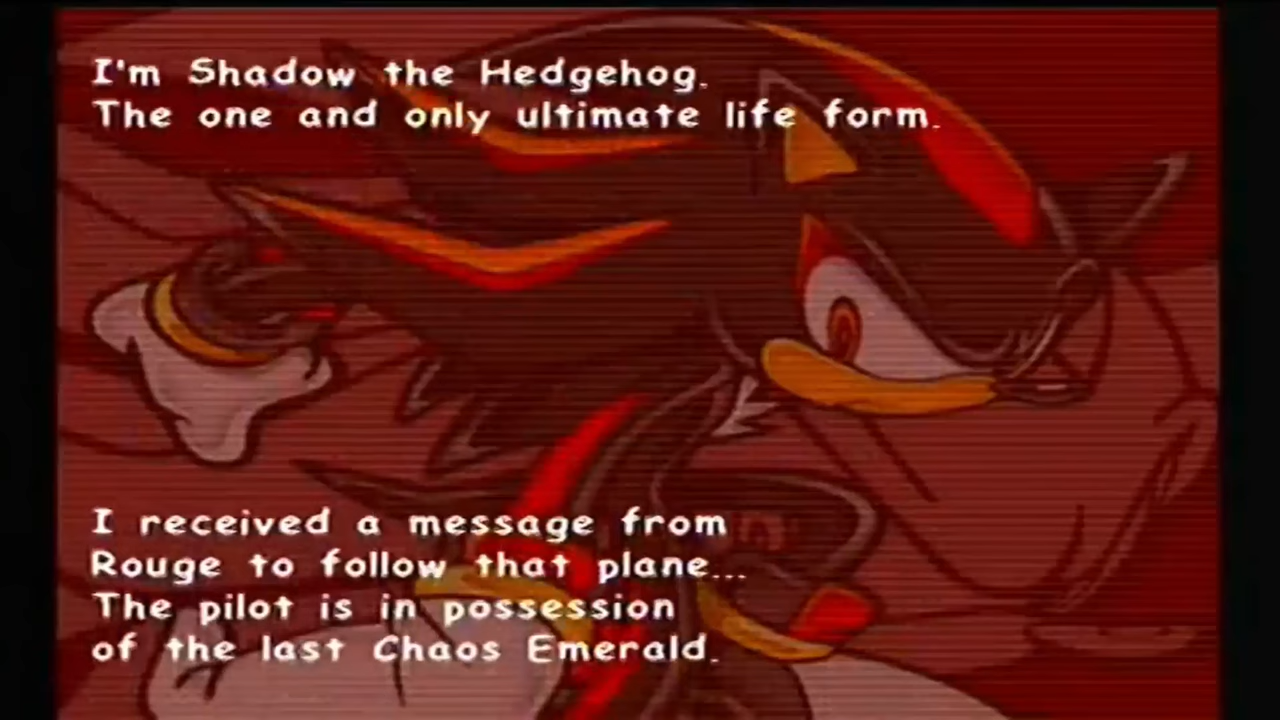 I'm Shadow the Hedgehog.
The one and only ultimate life form.
I received a message from
Rouge to follow that plane...
The pilot is in possession
of the last Chaos Emerald.